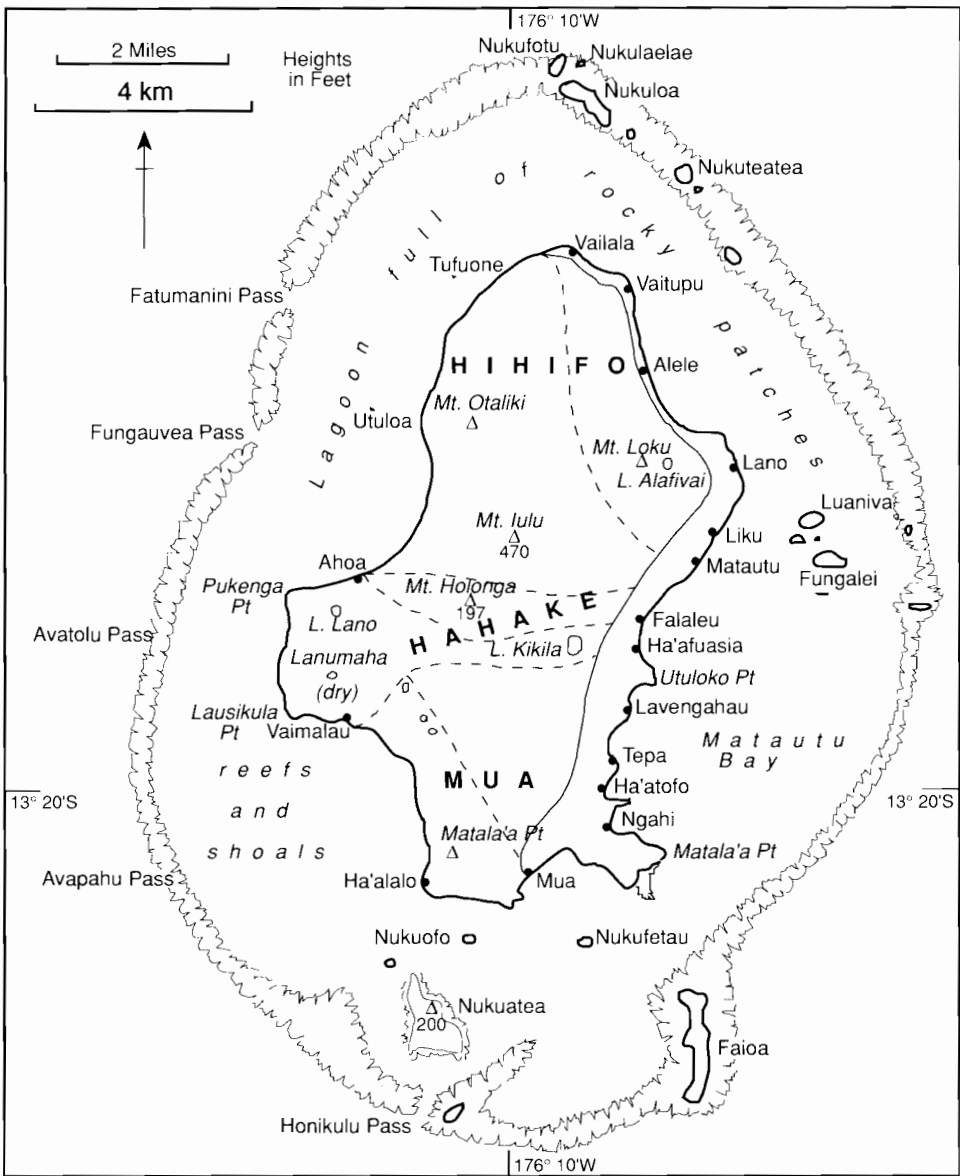 176° 10'W
2 Miles
4 km
Heights
in Feet
Nukufotu
Nukulaelae
Nukuloa
Nukuteatea
Lagoon full of rocky patches
Vailala
Tufuone
Vaitupu
Fatumanini Pass
HIHIFO
Alele
Mt. Otaliki
Utuloa
Fungauvea Pass
Mt. Loku
Lano
L. Alafivai
Luaniva
Mt. Iulu
470
Liku
Ahoa
Matautu
Fungalei
Pukenga
Pt
Mt. Holonga
197
L. Lano
HAHAKE
Falaleu
Avatolu Pass
L. Kikila
Ha'afuasia
Lanumaha
(dry)
Utuloko Pt
Lausikula
Pt
Vaimalau
Lavengahau
reefs
and
shoals
Matautu
Bay
Tepa
MUA
13° 20'S
Ha'atofo
13° 20'S
Ngahi
Matala'a Pt
Matala'a Pt
Avapahu Pass
Ha'alalo
Mua
Nukuofo
Nukufetau
Nukuatea
200
Faioa
Honikulu Pass
176° 10'W